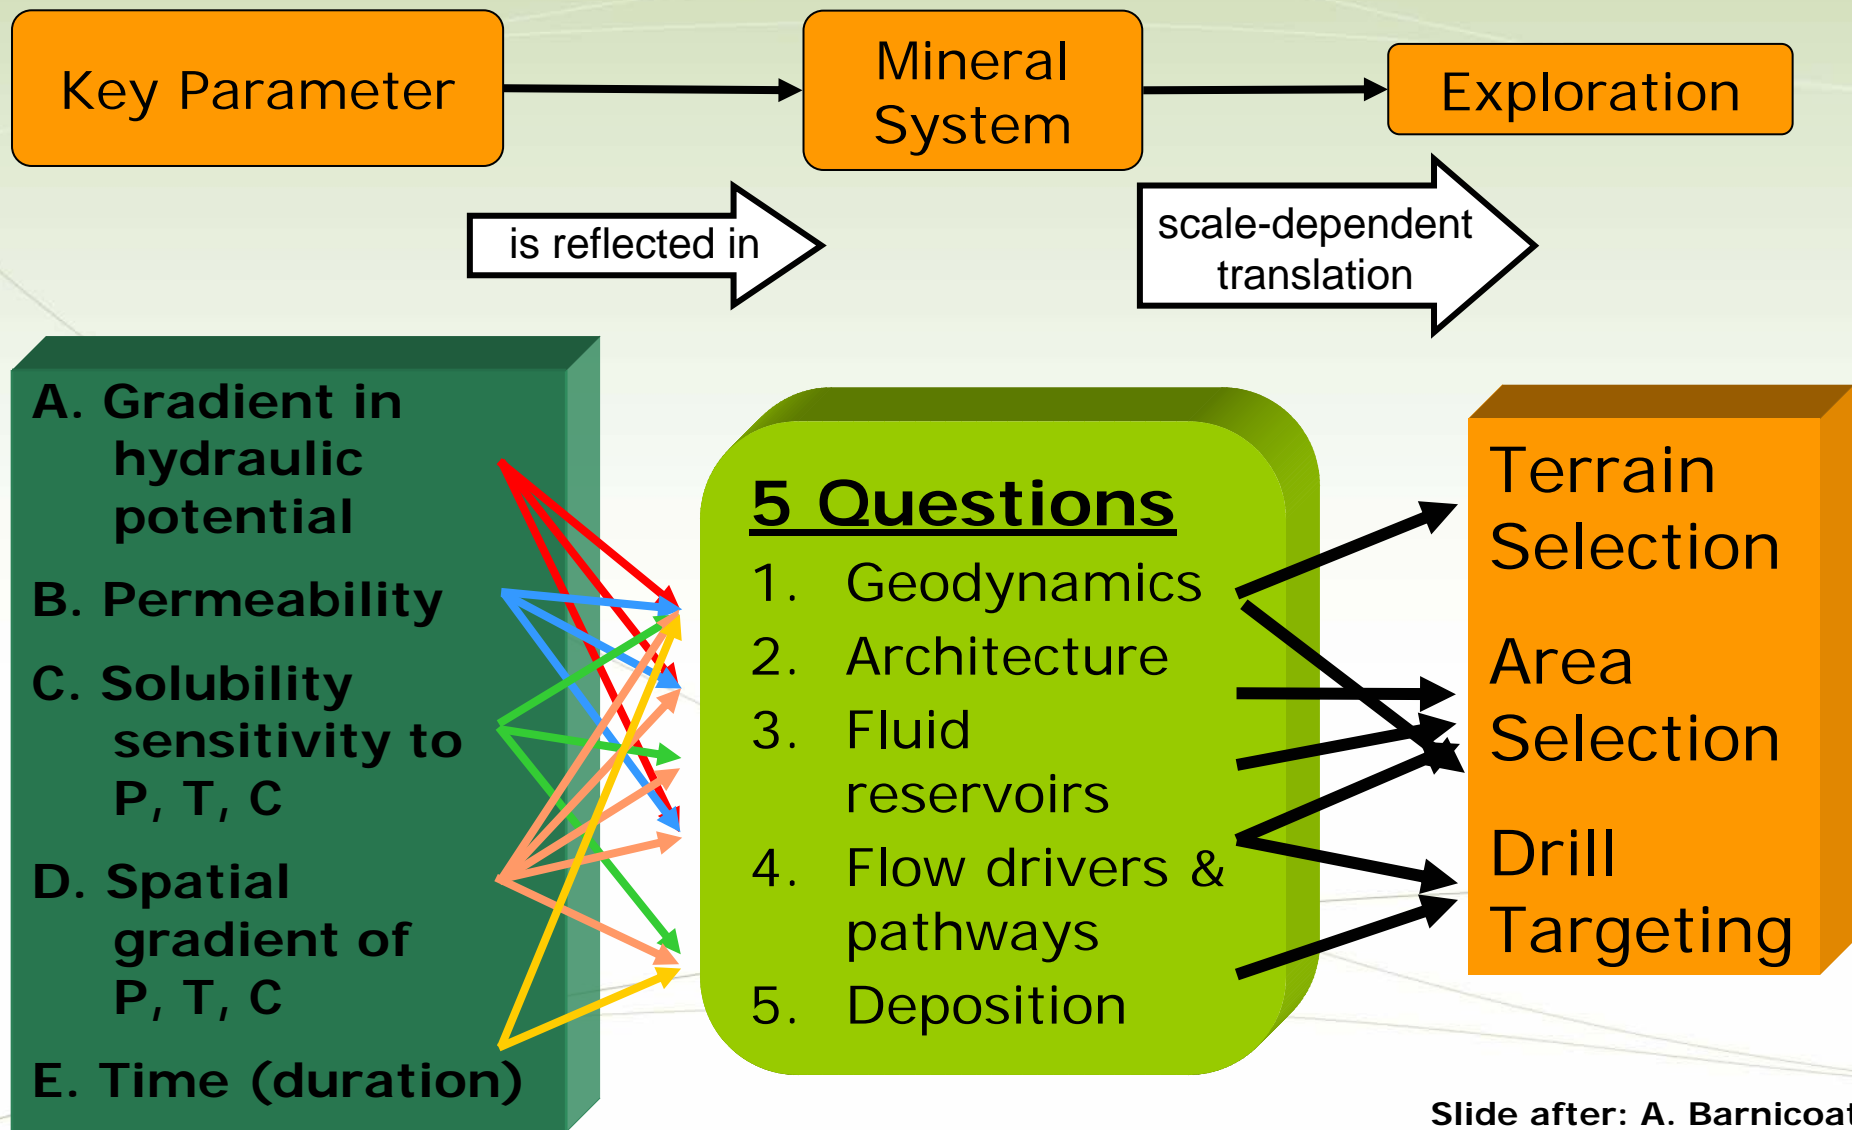 Key Parameter
Mineral
System
Exploration
is reflected in
scale-dependent
translation
A. Gradient in
hydraulic
potential
B. Permeability
C. Solubility
sensitivity to
P, T, C
D. Spatial
gradient of
P, T, C
E. Time (duration)
5 Questions
1. Geodynamics
2. Architecture
3. Fluid
reservoirs
4. Flow drivers &
pathways
5. Deposition
Terrain
Selection
Area
Selection
Drill
Targeting
Slide after: A. Barnicoat